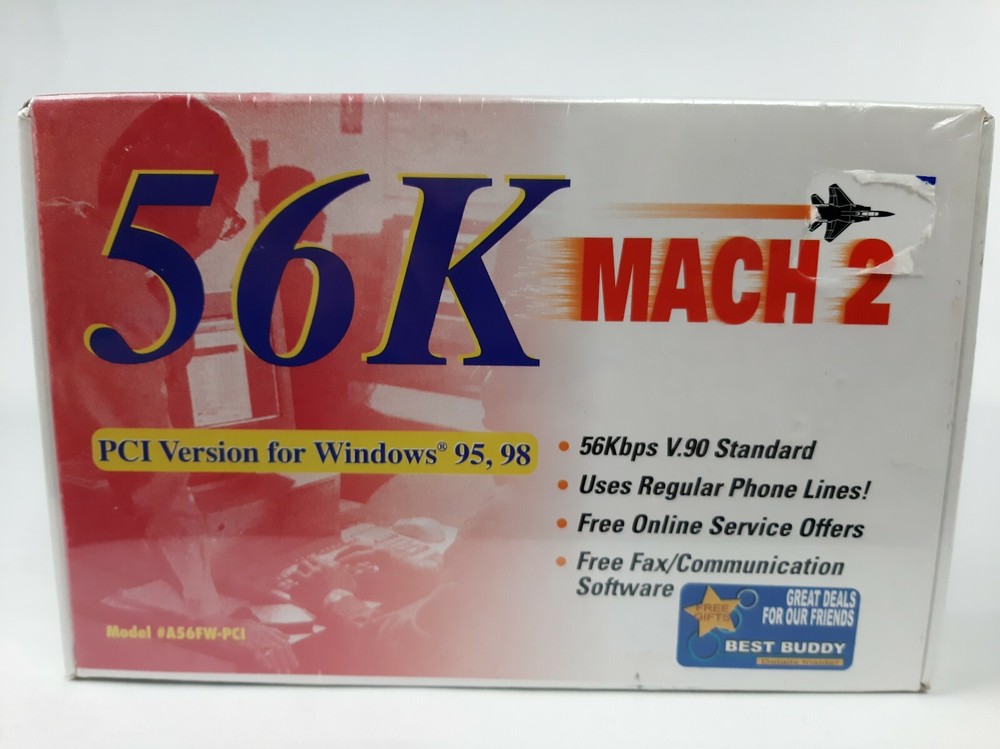 56K
MACH 2
PCI Version for Windows® 95, 98
• 56Kbps V.90 Standard
• Uses Regular Phone Lines!
• Free Online Service Offers
• Free Fax/Communication
Software
Model #A56FW-PCI
FREE
GIFTS
GREAT DEALS
FOR OUR FRIENDS
BEST BUDDY